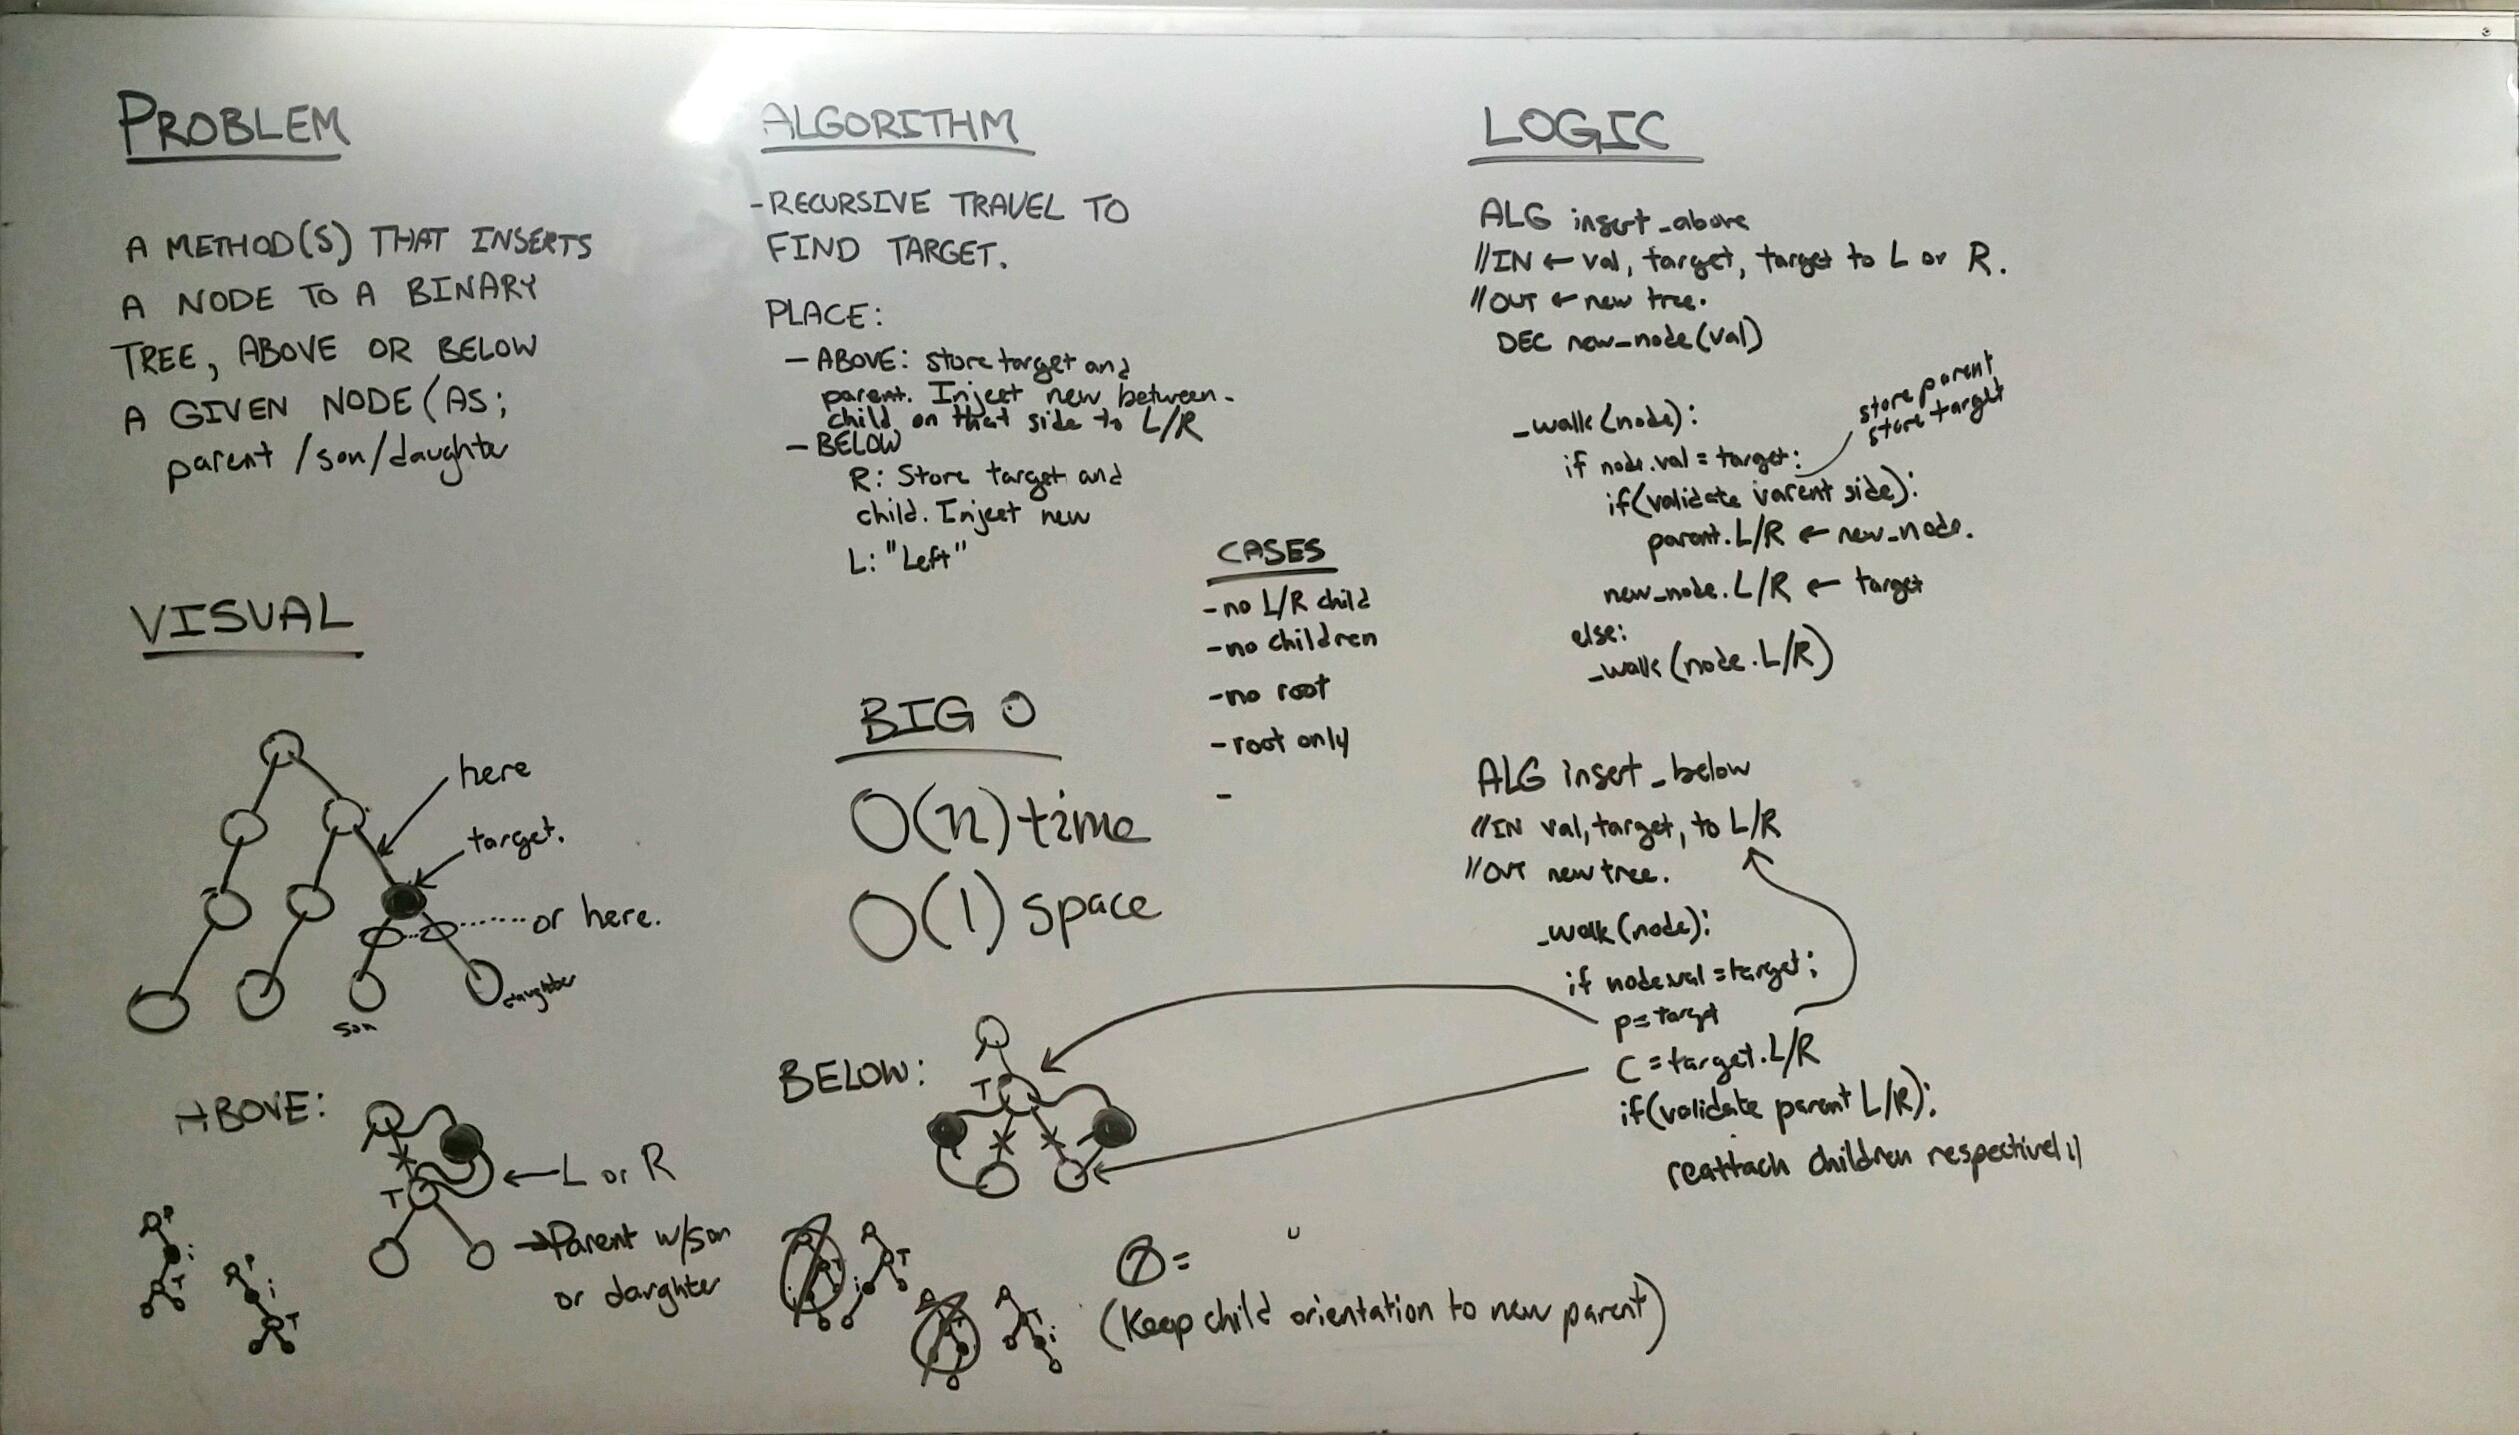 PROBLEM
A METHOD(S) THAT INSERTS
A NODE TO A BINARY
TREE, ABOVE OR BELOW
A GIVEN NODE (AS;
parent / son / daughter
VISUAL
here
target.
or here.
son
daughter
ABOVE:
T
L or R
→ Parent w/son
or daughter
P
i
T
P
i
T
ALGORITHM
- RECURSIVE TRAVEL TO
FIND TARGET.
PLACE:
- ABOVE: store target and
parent. Inject new between.
child on that side to L/R
- BELOW
R: Store target and
child. Inject new
L: "Left"
CASES
- no L/R child
- no children
- no root
- root only
-
BIG O
O(n) time
O(1) space
BELOW:
T
T
i
i
(Keep child orientation to new parent)
LOGIC
ALG insert_above
//IN ← val, target, target to L or R.
//OUT ← new tree.
DEC new_node(val)
store parent
store target
_walk(node):
if node.val = target:
if(validate parent side):
parent.L/R ← new_node.
new_node.L/R ← target
else:
_walk(node.L/R)
ALG insert_below
//IN val, target, to L/R
//OUT new tree.
_walk(node):
if node.val = target:
p = target
C = target.L/R
if(validate parent L/R):
reattach children respectively